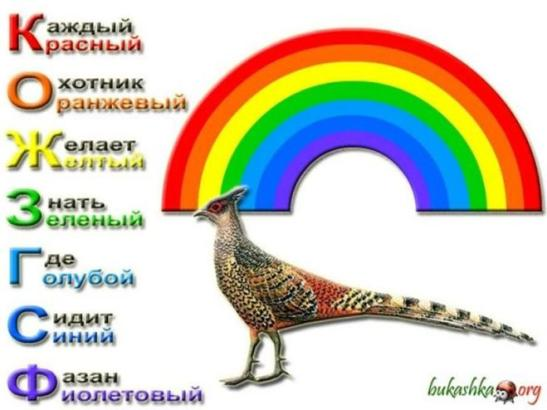 Каждый
Красный
Охотник
Оранжевый
Желает
Желтый
Знать
Зеленый
Где
Голубой
Сидит
Синий
Фазан
Фиолетовый
bukashka.org